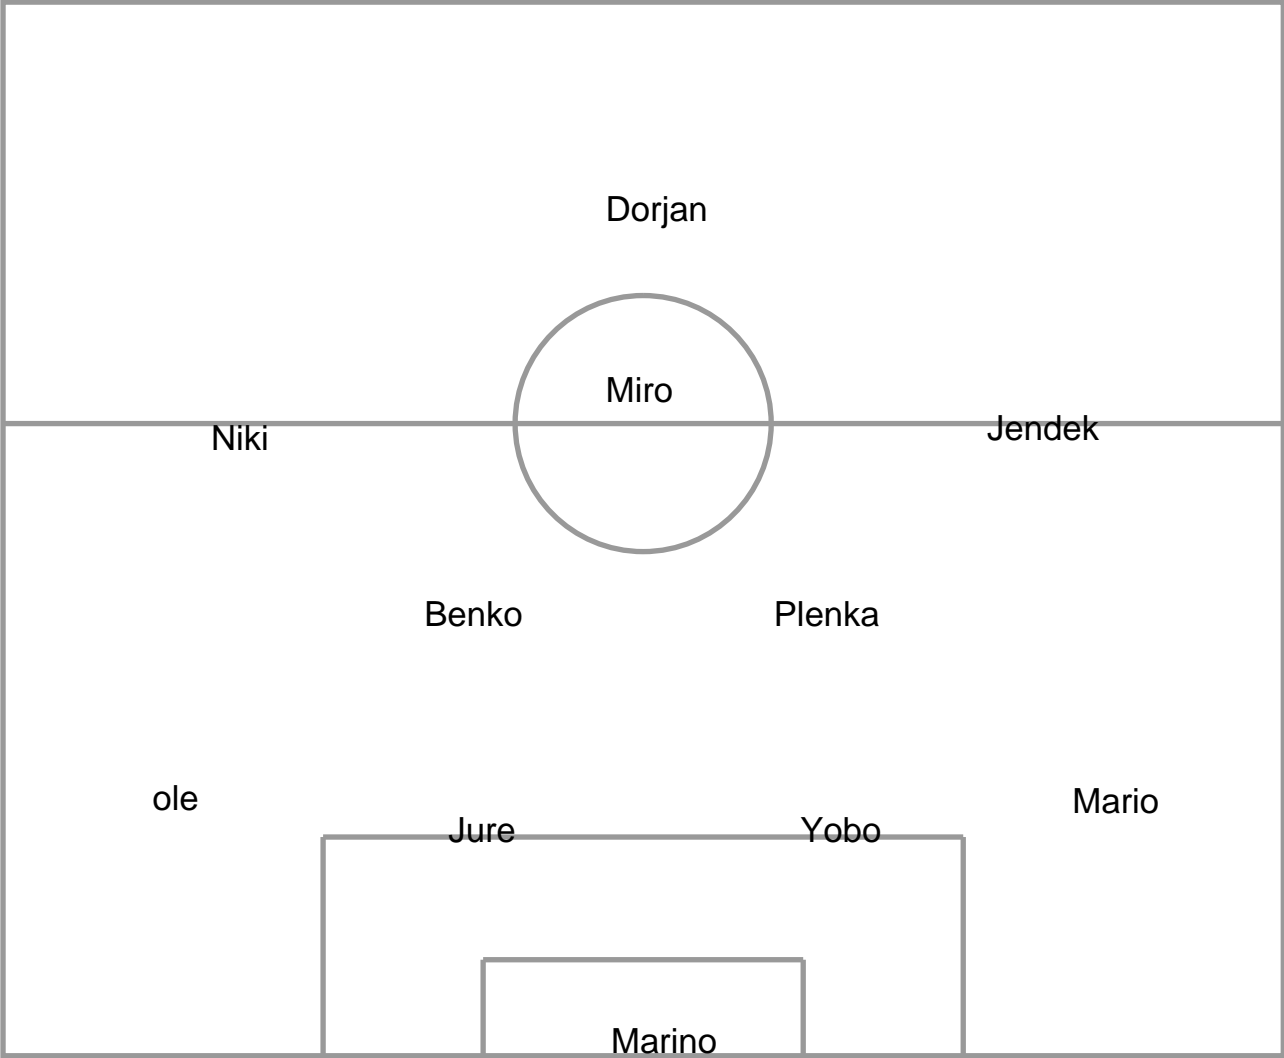 Dorjan
Miro
Niki
Jendek
Benko
Plenka
ole
Mario
Jure
Yobo
Marino